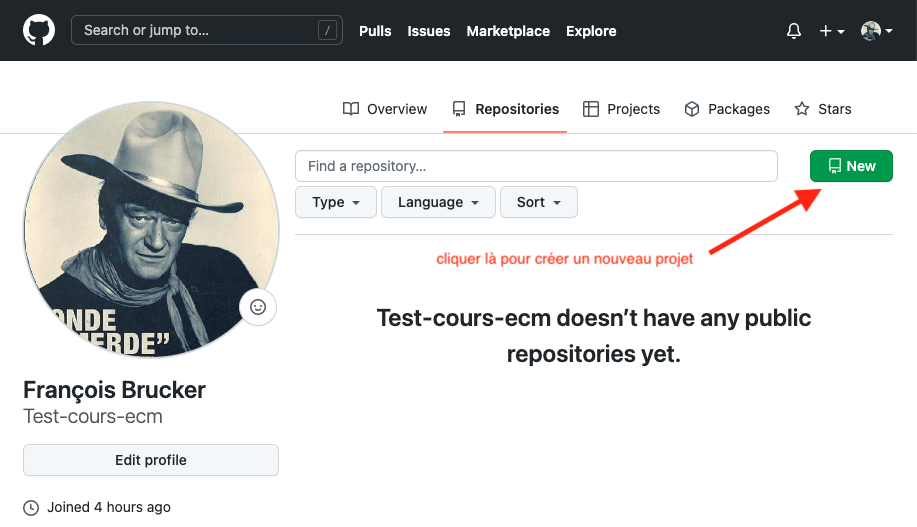 Search or jump to... /
Pulls Issues Marketplace Explore
Overview Repositories Projects Packages Stars
Find a repository...
New
Type Language Sort
cliquer là pour créer un nouveau projet
Test-cours-ecm doesn’t have any public
repositories yet.
ONDE
ERDE”
François Brucker
Test-cours-ecm
Edit profile
Joined 4 hours ago